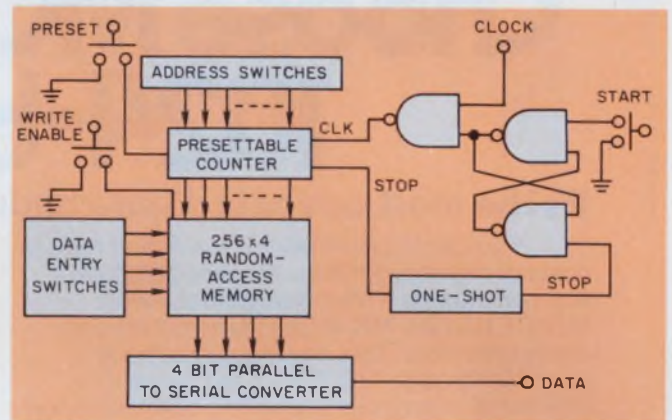 PRESET
CLOCK
ADDRESS SWITCHES
START
WRITE
ENABLE
CLK
PRESETTABLE
COUNTER
STOP
DATA
ENTRY
SWITCHES
256 x 4
RANDOM-
ACCESS
MEMORY
ONE-SHOT
STOP
4 BIT PARALLEL
TO SERIAL CONVERTER
DATA